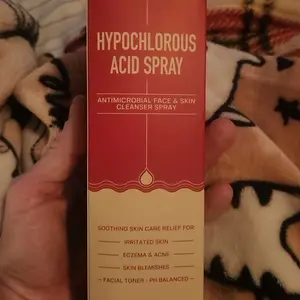 HYPOCHLOROUS
ACID SPRAY
ANTIMICROBIAL FACE & SKIN
CLEANSER SPRAY
SOOTHING SKIN CARE RELIEF FOR
IRRITATED SKIN
ECZEMA & ACNE
SKIN BLEMISHES
FACIAL TONER - PH BALANCED